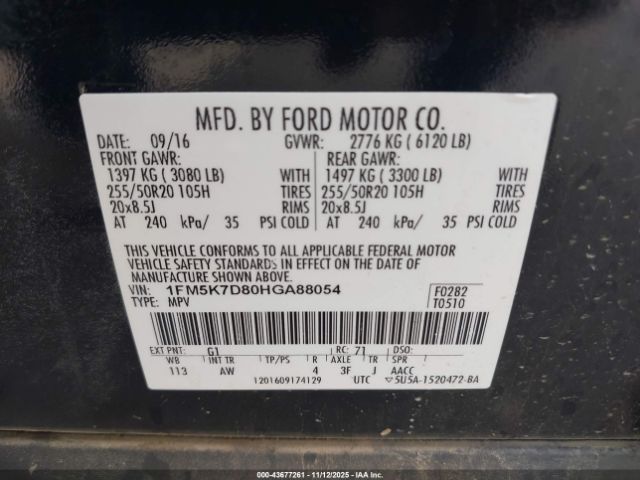 MFD. BY FORD MOTOR CO.
DATE: 09/16 GVWR: 2776 KG ( 6120 LB)
FRONT GAWR: REAR GAWR:
1397 KG ( 3080 LB) WITH 1497 KG ( 3300 LB) WITH
255/50R20 105H TIRES 255/50R20 105H TIRES
20x8.5J RIMS 20x8.5J RIMS
AT 240 kPa/ 35 PSI COLD AT 240 kPa/ 35 PSI COLD
THIS VEHICLE CONFORMS TO ALL APPLICABLE FEDERAL MOTOR
VEHICLE SAFETY STANDARDS IN EFFECT ON THE DATE OF
MANUFACTURE SHOWN ABOVE.
VIN: 1FM5K7D80HGA88054 F0282
TYPE: MPV T0510
EXT PNT: G1 RC: 71 DSO:
WB INT TR TP/PS R AXLE TR SPR
113 AW 4 3F J AACC
1201609174129 UTC ▽5U5A-1520472-BA
000-43677261 - 11/12/2025 - IAA Holdings, LLC